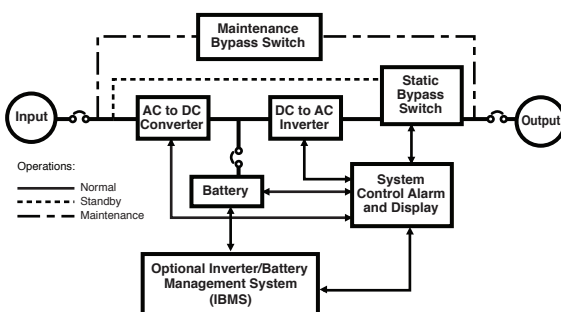 Maintenance
Bypass Switch
Static
Bypass
Switch
Input
AC to DC
Converter
DC to AC
Inverter
Output
Operations:
Normal
Standby
Maintenance
Battery
System
Control Alarm
and Display
Optional Inverter/Battery
Management System
(IBMS)